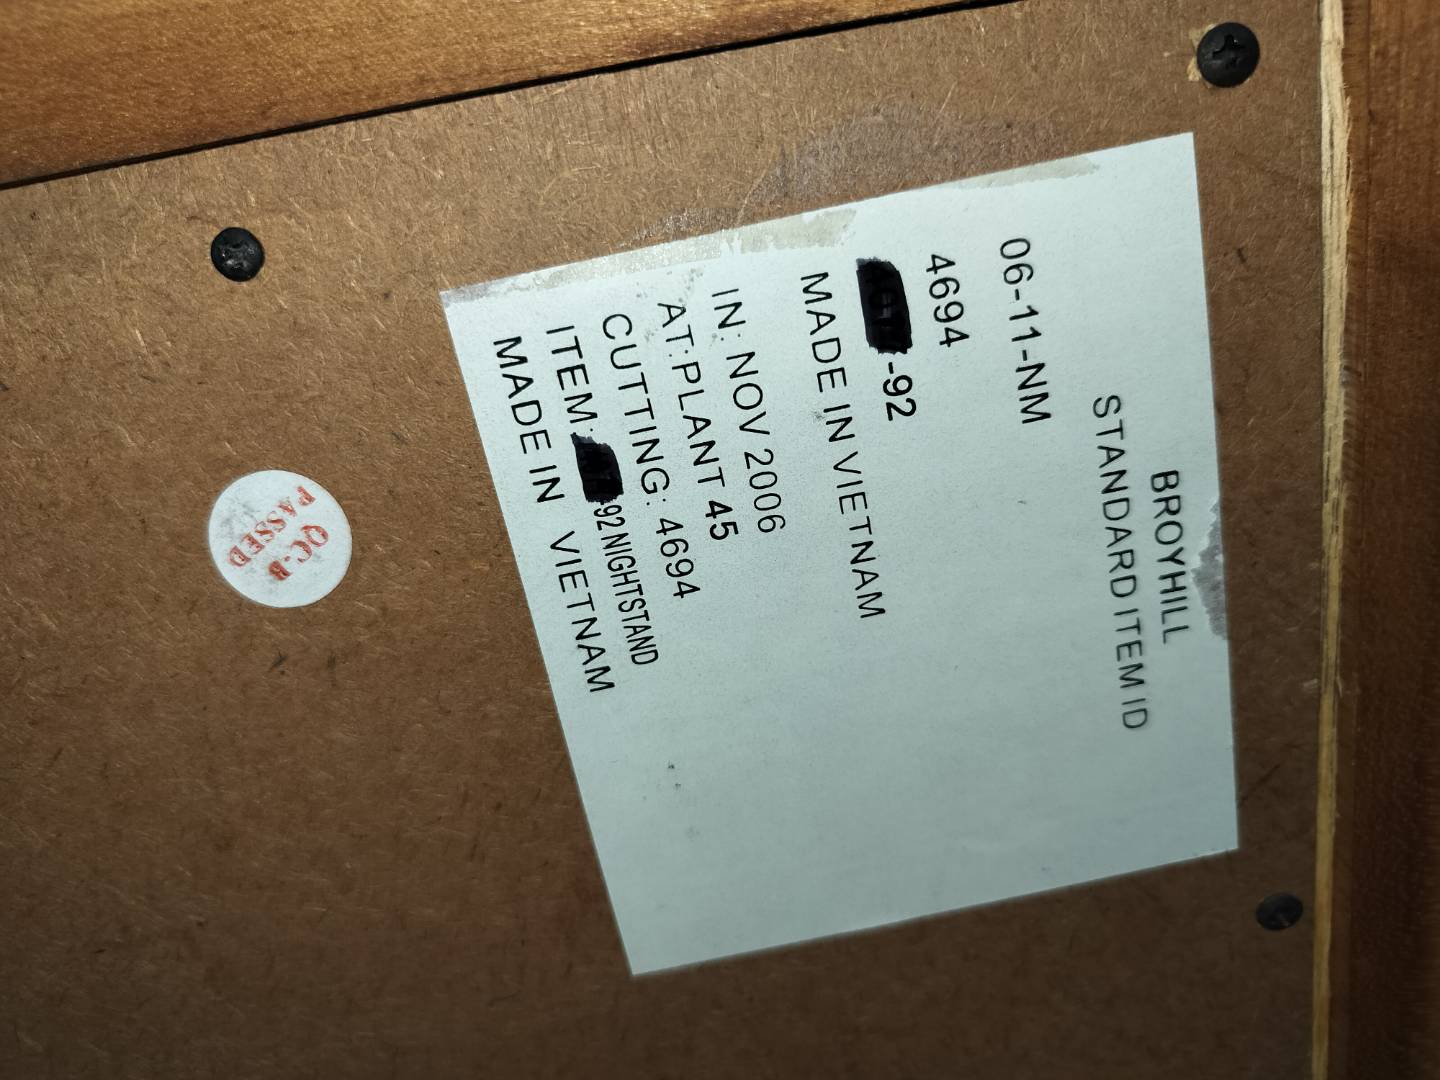 BROYHILL
STANDARD ITEM ID
06-11-NM
4694
-92
MADE IN VIETNAM
IN: NOV 2006
AT:PLANT 45
CUTTING: 4694
ITEM: -92 NIGHTSTAND
MADE IN VIETNAM
QC-B
PASSED